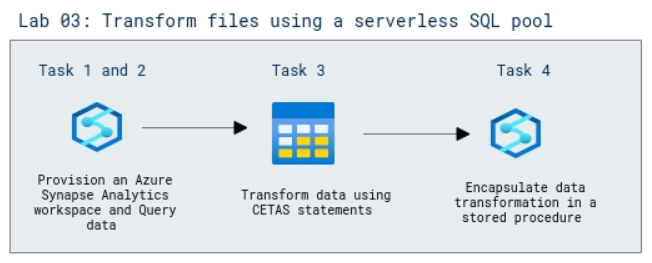 Lab 03: Transform files using a serverless SQL pool
Task 1 and 2
Task 3
Task 4
Provision an Azure
Synapse Analytics
workspace and Query
data
Transform data using
CETAS statements
Encapsulate data
transformation in a
stored procedure